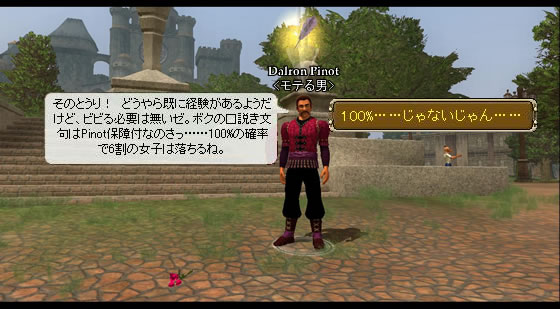 Dalron Pinot
<モテる男>
そのとうり！　どうやら既に経験があるようだ
けど、ビビる必要は無いゼ。ボクの口説き文
句はPinot保障付なのさっ……100%の確率
で6割の女子は落ちるね。
100%……じゃないじゃん……